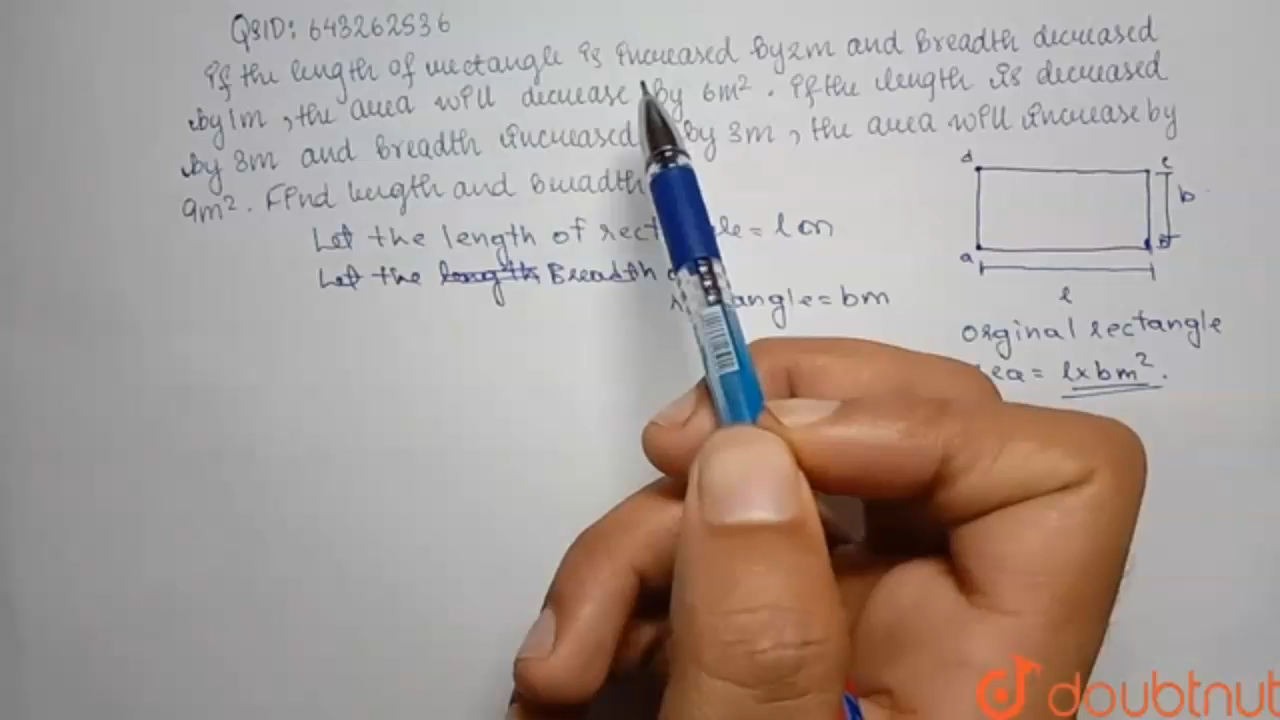 QSID: 643262536
If the length of rectangle is increased by 2m and Breadth decreased
by 1m, the area will decrease by 6m². If the length is decreased
by 3m and Breadth increased by 3m, the area will increase by
9m². Find length and Breadth
Let the length of rect le = l m
Let the length Breadth
angle = bm
d
c
b
a
B
l
orginal rectangle
ea = l×bm².
doubtnut